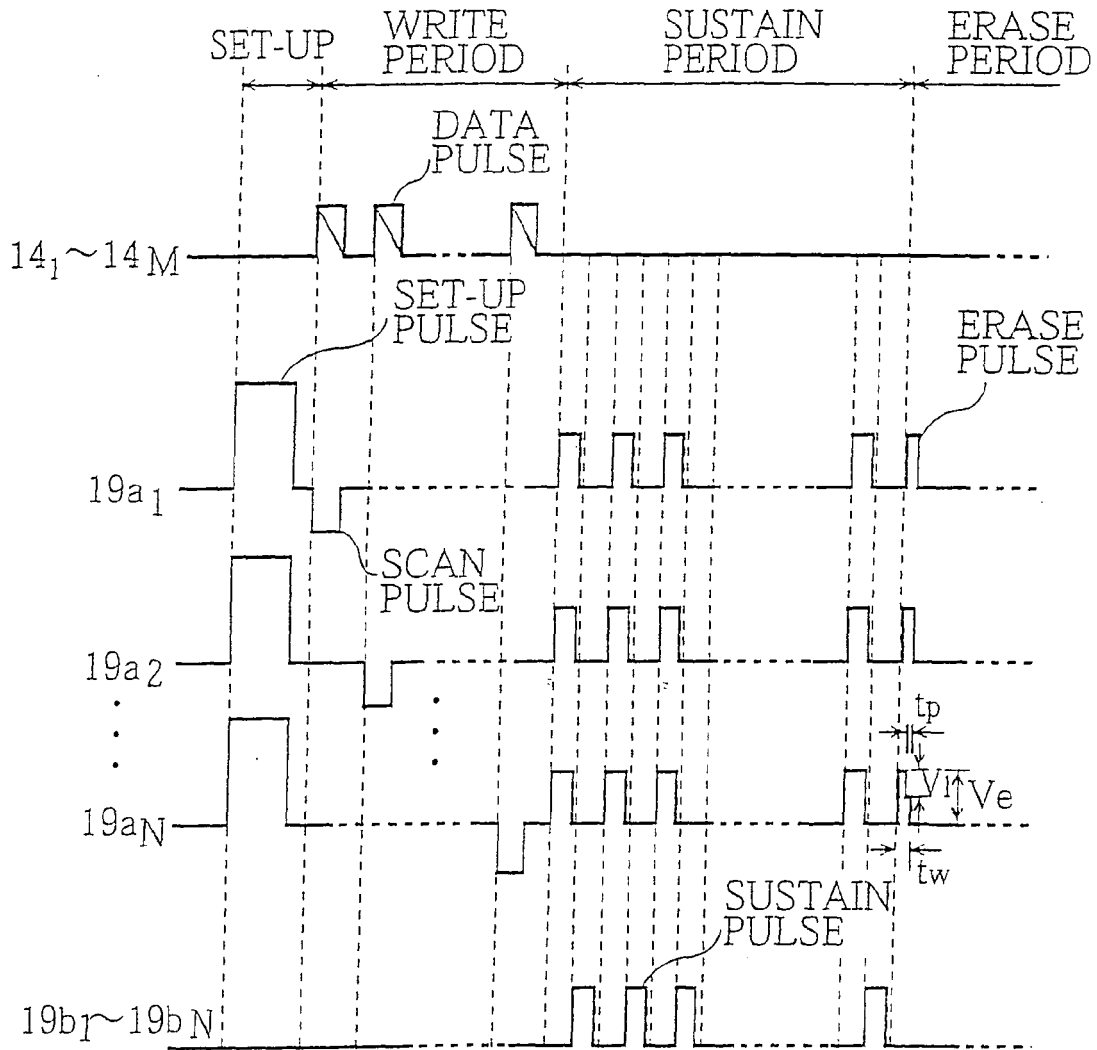 SET-UP
WRITE
PERIOD
SUSTAIN
PERIOD
ERASE
PERIOD
DATA
PULSE
14₁~14M
SET-UP
PULSE
ERASE
PULSE
19a₁
SCAN
PULSE
19a₂
tp
V1
Ve
19aN
tw
SUSTAIN
PULSE
19b₁~19bN